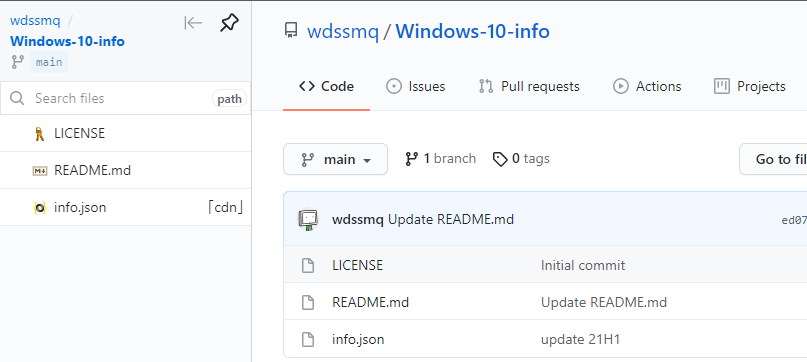 wdssmq /
Windows-10-info
main
Search files
path
LICENSE
README.md
info.json
「cdn」
wdssmq / Windows-10-info
Code
Issues
Pull requests
Actions
Projects
main
1 branch
0 tags
Go to fil
wdssmq Update README.md
ed07
LICENSE
Initial commit
README.md
Update README.md
info.json
update 21H1